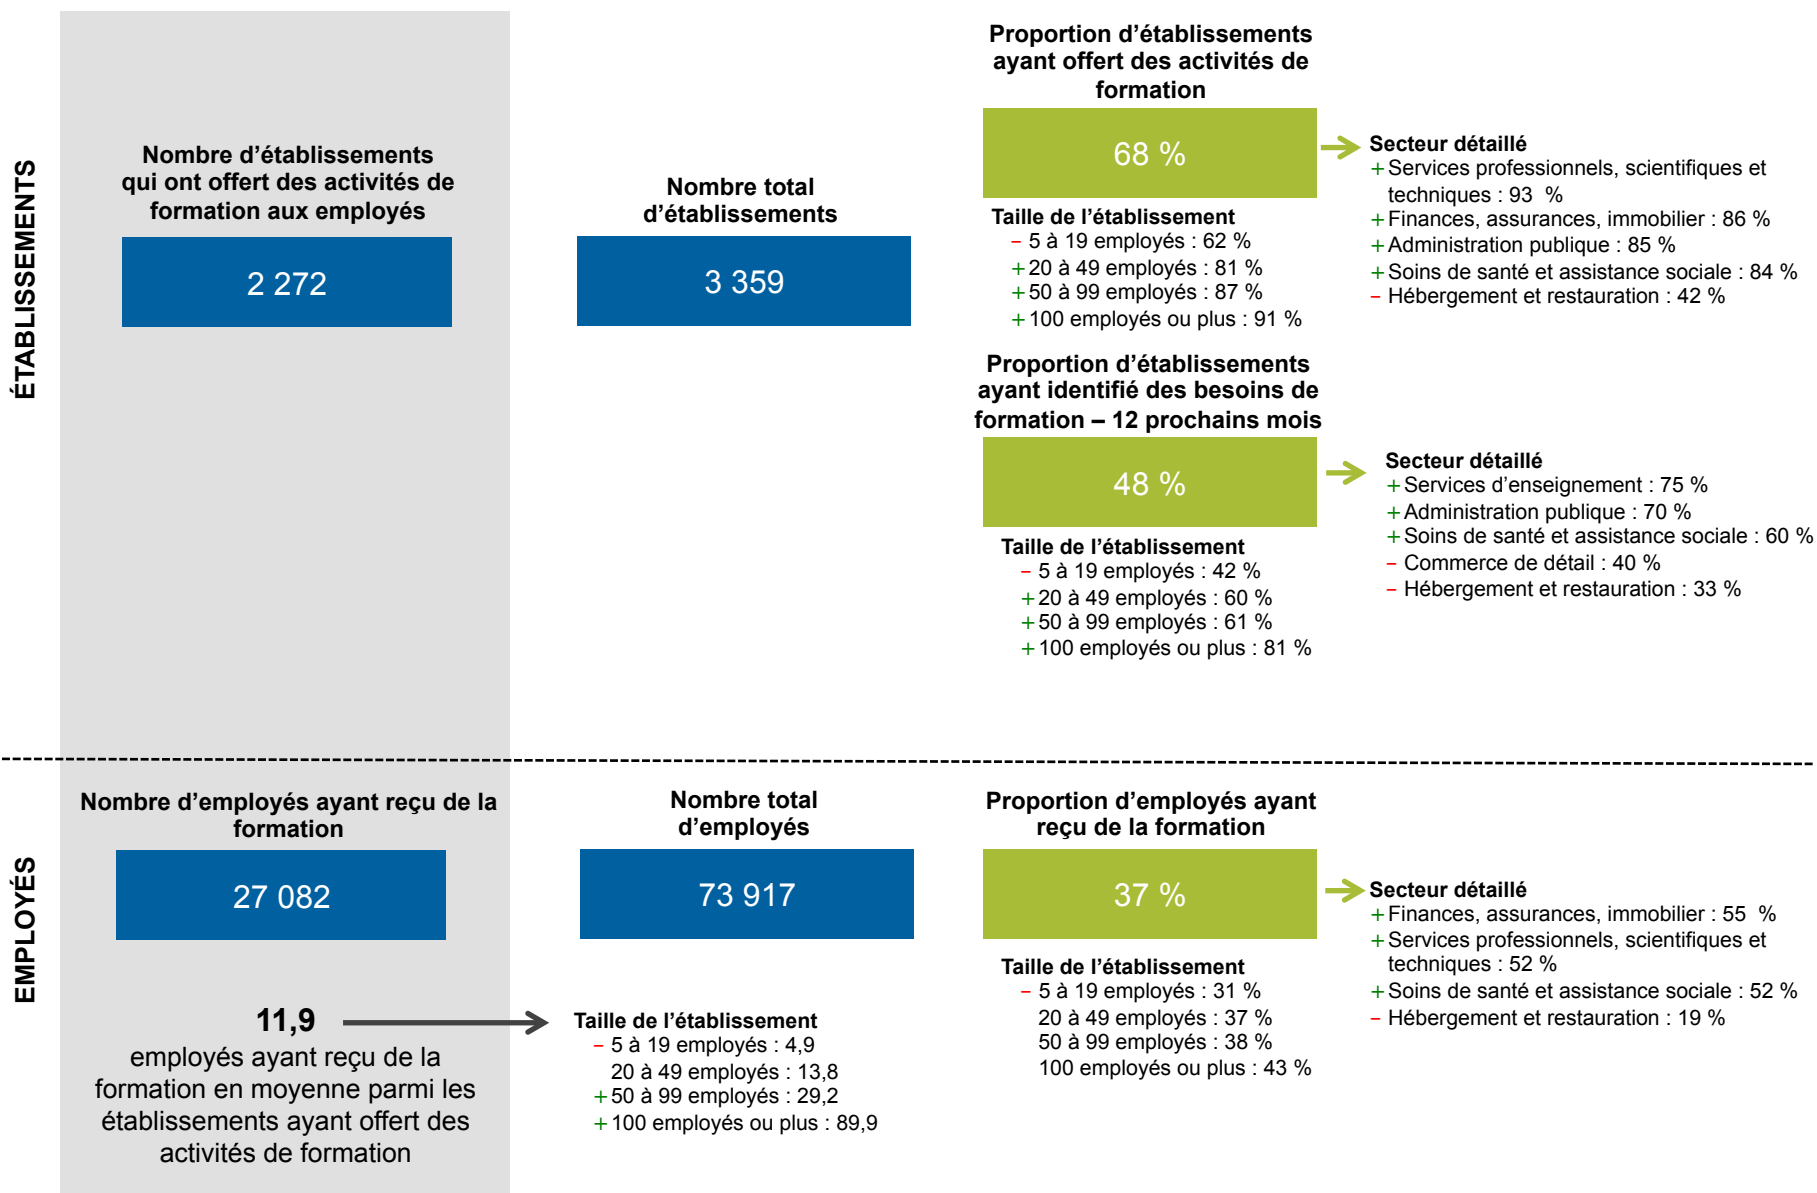 ÉTABLISSEMENTS
Nombre d’établissements
qui ont offert des activités de
formation aux employés
2 272
Nombre total
d’établissements
3 359
Proportion d’établissements
ayant offert des activités de
formation
68 %
Taille de l’établissement
– 5 à 19 employés : 62 %
+ 20 à 49 employés : 81 %
+ 50 à 99 employés : 87 %
+ 100 employés ou plus : 91 %
Secteur détaillé
+ Services professionnels, scientifiques et
techniques : 93 %
+ Finances, assurances, immobilier : 86 %
+ Administration publique : 85 %
+ Soins de santé et assistance sociale : 84 %
– Hébergement et restauration : 42 %
Proportion d’établissements
ayant identifié des besoins de
formation – 12 prochains mois
48 %
Taille de l’établissement
– 5 à 19 employés : 42 %
+ 20 à 49 employés : 60 %
+ 50 à 99 employés : 61 %
+ 100 employés ou plus : 81 %
Secteur détaillé
+ Services d’enseignement : 75 %
+ Administration publique : 70 %
+ Soins de santé et assistance sociale : 60 %
– Commerce de détail : 40 %
– Hébergement et restauration : 33 %
EMPLOYÉS
Nombre d’employés ayant reçu de la
formation
27 082
11,9
employés ayant reçu de la
formation en moyenne parmi les
établissements ayant offert des
activités de formation
Nombre total
d’employés
73 917
Taille de l’établissement
– 5 à 19 employés : 4,9
20 à 49 employés : 13,8
+ 50 à 99 employés : 29,2
+ 100 employés ou plus : 89,9
Proportion d’employés ayant
reçu de la formation
37 %
Taille de l’établissement
– 5 à 19 employés : 31 %
20 à 49 employés : 37 %
50 à 99 employés : 38 %
100 employés ou plus : 43 %
Secteur détaillé
+ Finances, assurances, immobilier : 55 %
+ Services professionnels, scientifiques et
techniques : 52 %
+ Soins de santé et assistance sociale : 52 %
– Hébergement et restauration : 19 %